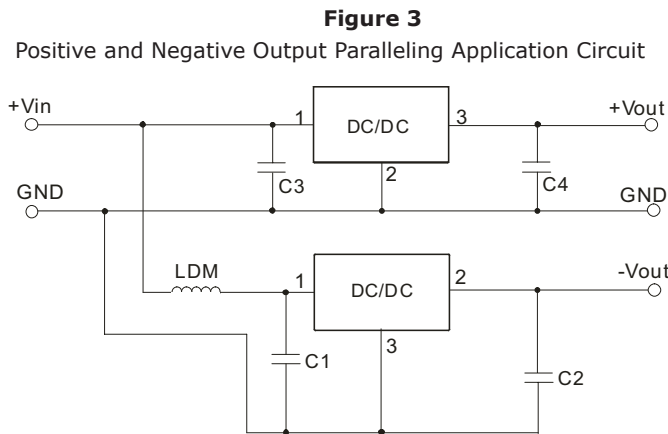 Figure 3
Positive and Negative Output Paralleling Application Circuit
+Vin
1
DC/DC
3
+Vout
2
C3
C4
GND
GND
LDM
1
DC/DC
2
-Vout
3
C1
C2